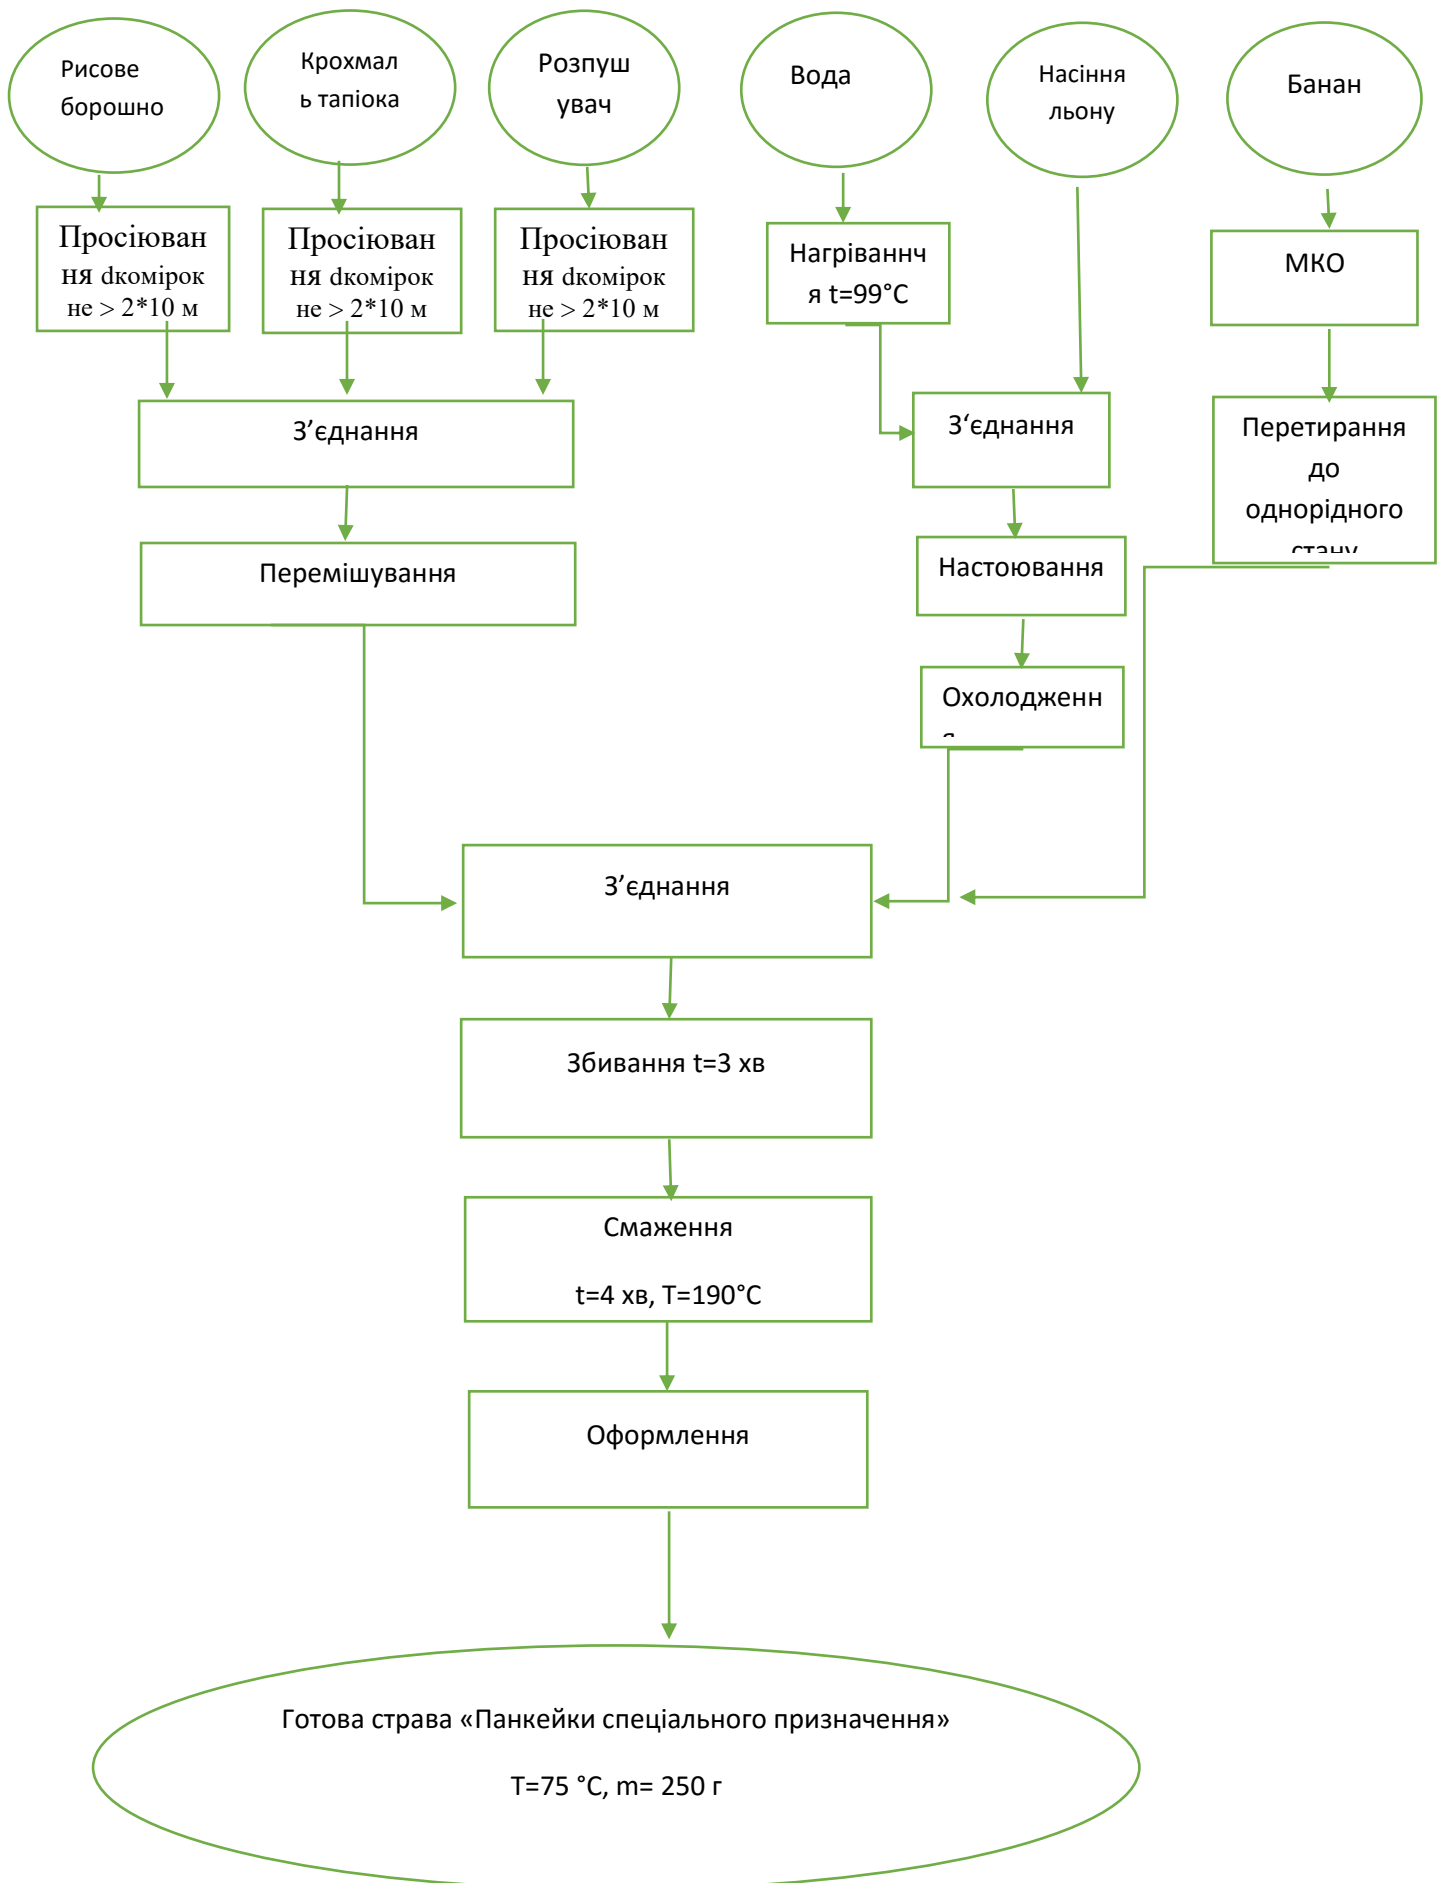 Рисове
борошно
Крохмал
ь тапіока
Розпуш
увач
Вода
Насіння
льону
Банан
Просіюван
ня dкомірок
не > 2*10 м
Просіюван
ня dкомірок
не > 2*10 м
Просіюван
ня dкомірок
не > 2*10 м
Нагріваннч
я t=99°C
МКО
З’єднання
З‘єднання
Перетирання
до
однорідного
стану
Перемішування
Настоювання
Охолодженн
я
З’єднання
Збивання t=3 хв
Смаження
t=4 хв, T=190°C
Оформлення
Готова страва «Панкейки спеціального призначення»
T=75 °C, m= 250 г